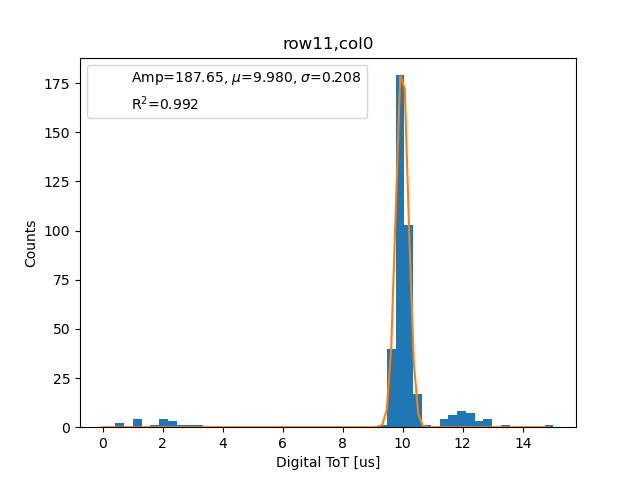 row11,col0
Amp=187.65, μ=9.980, σ=0.208
R²=0.992
175
150
125
100
75
50
25
0
Counts
0 2 4 6 8 10 12 14
Digital ToT [us]